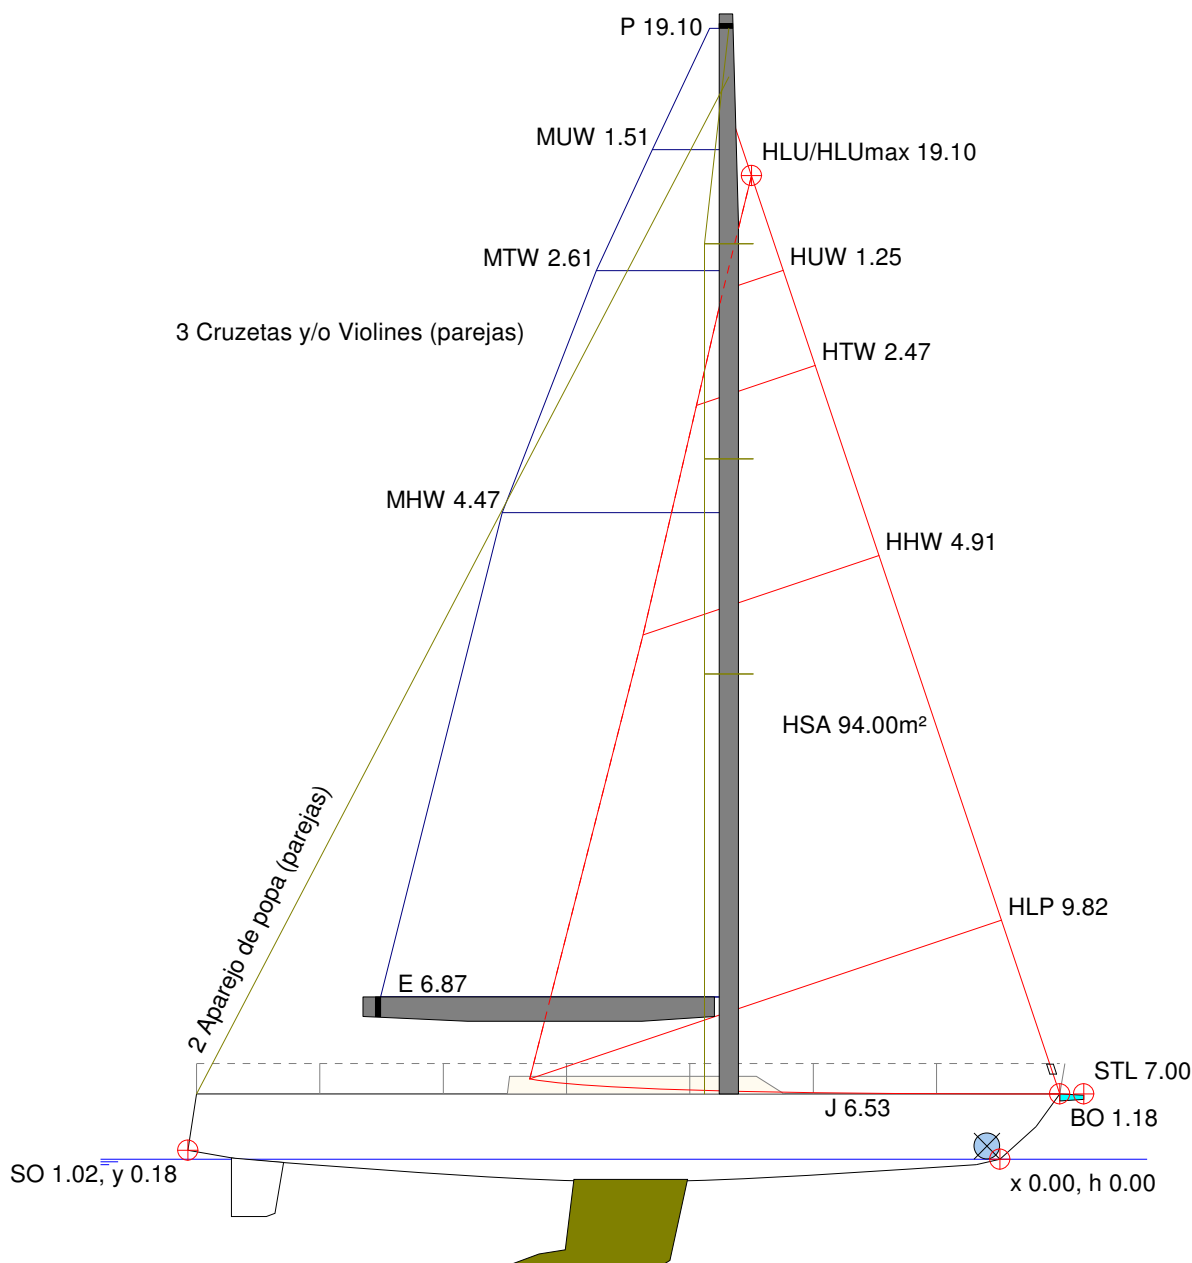 P 19.10
MUW 1.51
HLU/HLUmax 19.10
MTW 2.61
HUW 1.25
3 Cruzetas y/o Violines (parejas)
HTW 2.47
MHW 4.47
HHW 4.91
HSA 94.00m²
2 Aparejo de popa (parejas)
HLP 9.82
E 6.87
STL 7.00
J 6.53
BO 1.18
SO 1.02, y 0.18
x 0.00, h 0.00